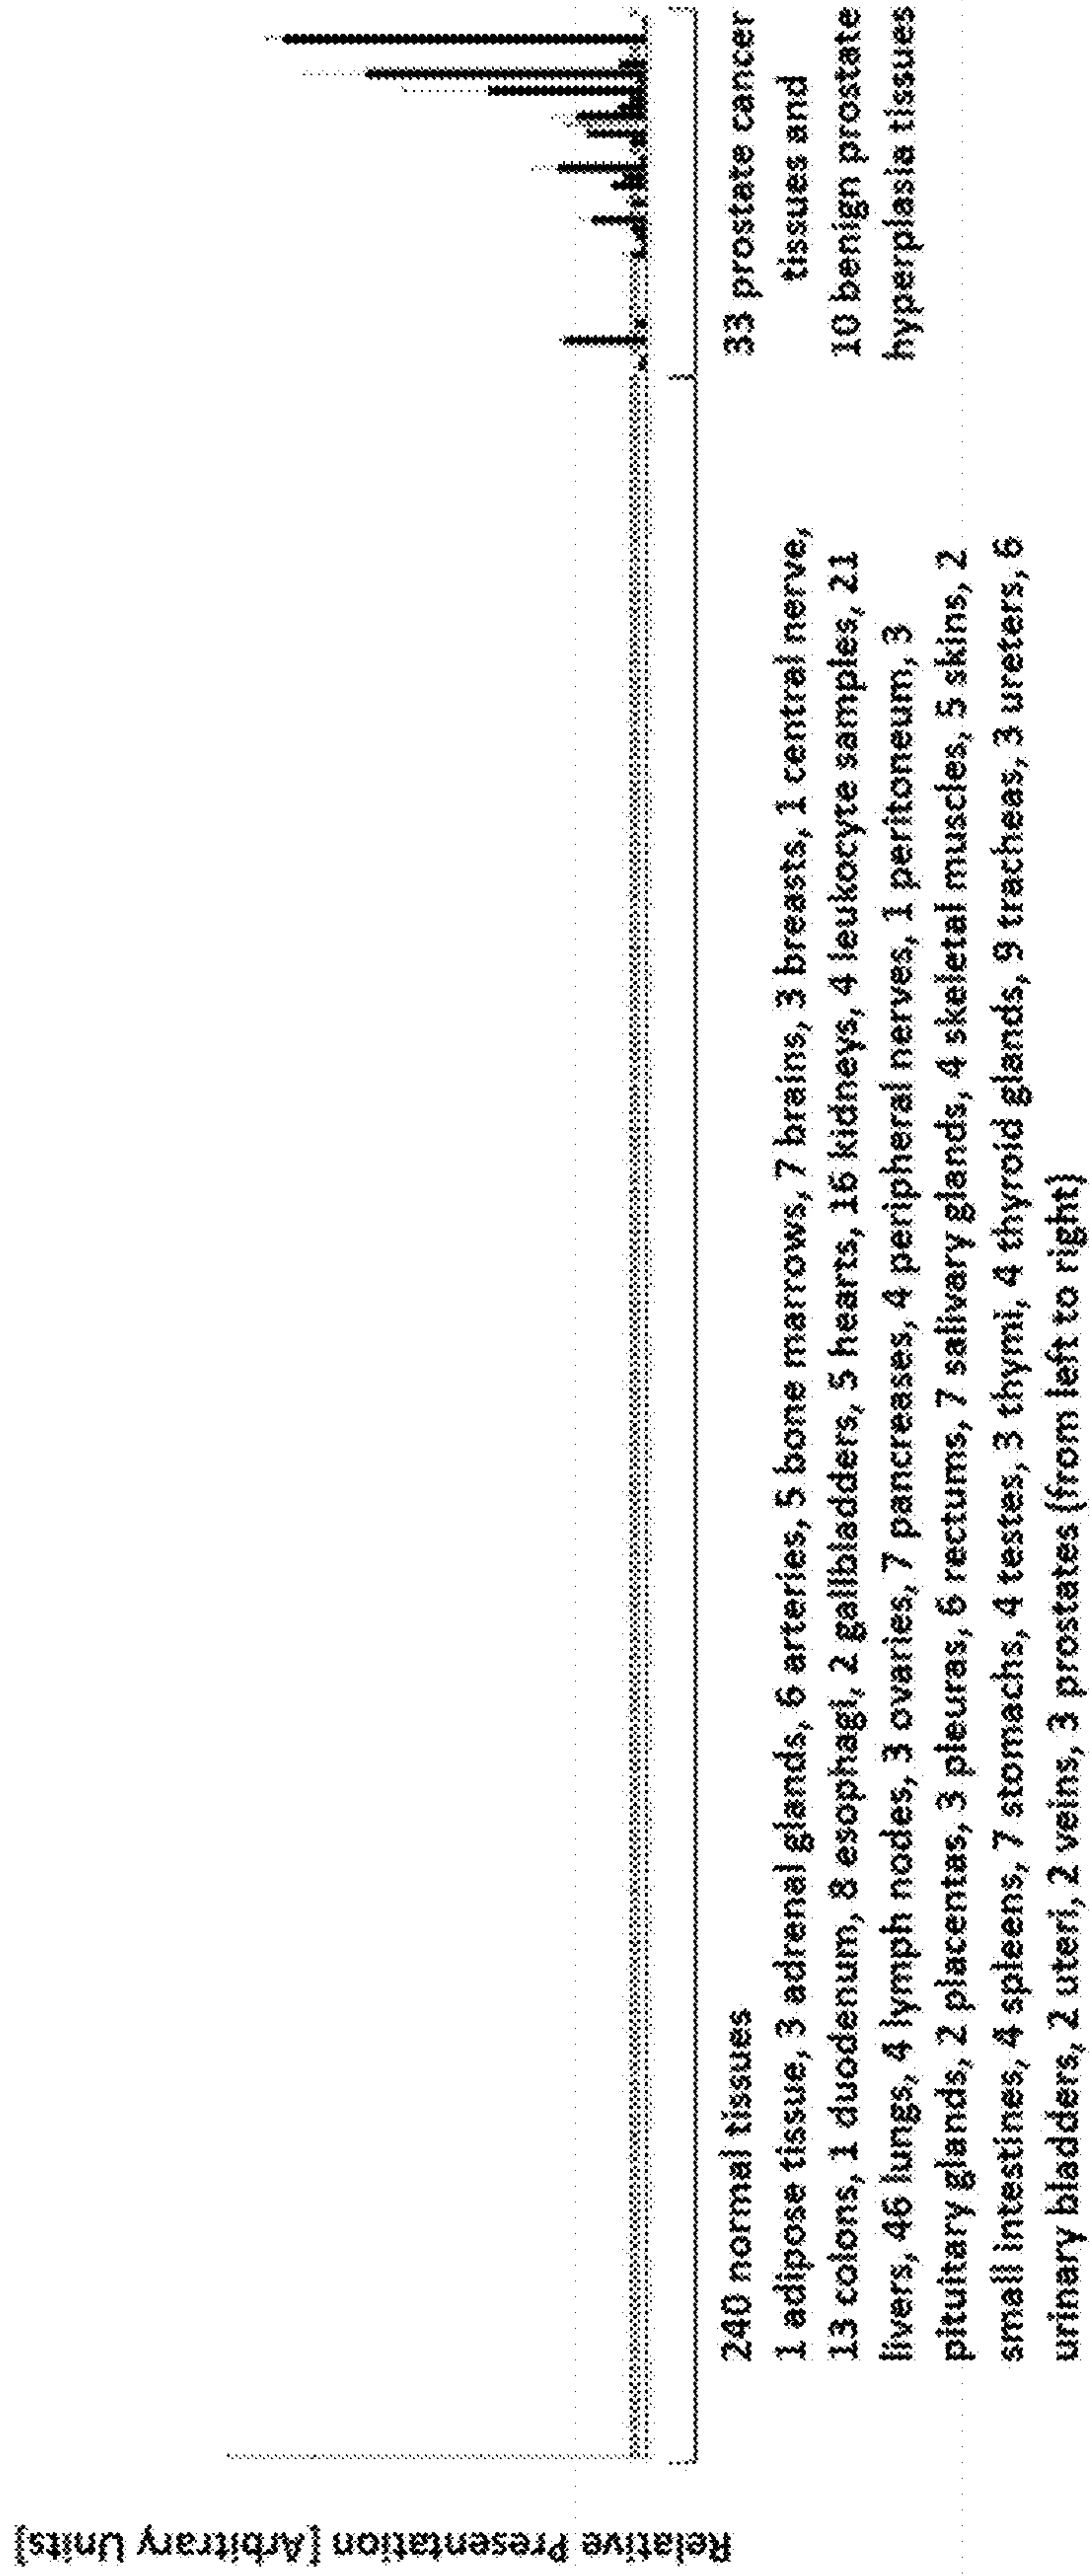 Relative Presentation [Arbitrary Units]
240 normal tissues
1 adipose tissue, 3 adrenal glands, 6 arteries, 5 bone marrows, 7 brains, 3 breasts, 1 central nerve,
13 colons, 1 duodenum, 8 esophagi, 2 gallbladders, 5 hearts, 16 kidneys, 4 leukocyte samples, 21
livers, 46 lungs, 4 lymph nodes, 3 ovaries, 7 pancreases, 4 peripheral nerves, 1 peritoneum, 3
pituitary glands, 2 placentas, 3 pleuras, 6 rectums, 7 salivary glands, 4 skeletal muscles, 5 skins, 2
small intestines, 4 spleens, 7 stomachs, 4 testes, 3 thymi, 4 thyroid glands, 9 tracheas, 3 ureters, 6
urinary bladders, 2 uteri, 2 veins, 3 prostates (from left to right)
33 prostate cancer
tissues and
10 benign prostate
hyperplasia tissues